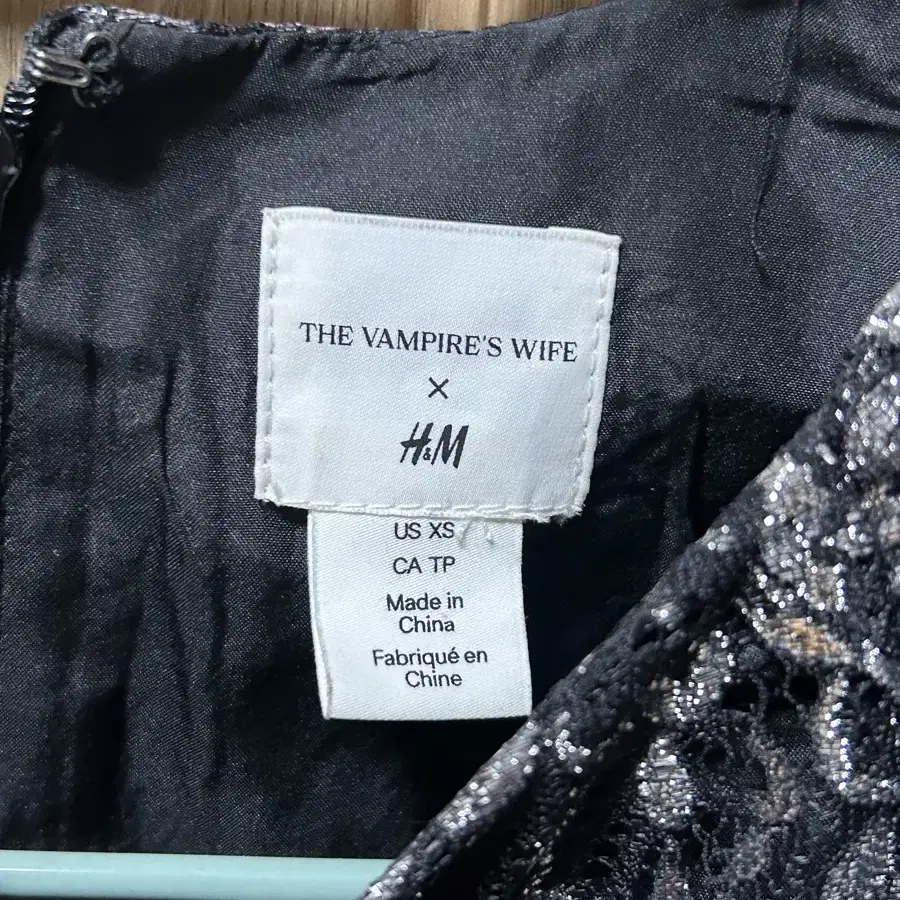 THE VAMPIRE'S WIFE
×
H&M
US XS
CA TP
Made in
China
Fabriqué en
Chine